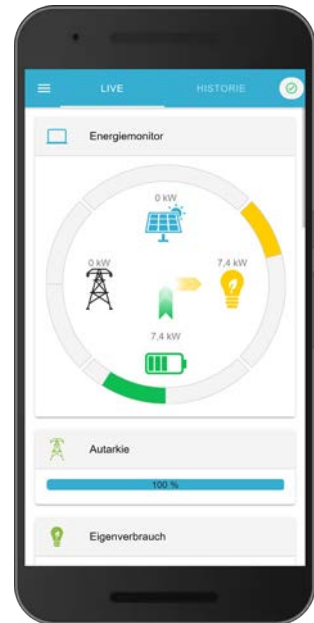 LIVE HISTORIE
Energiemonitor
0 kW
0 kW 7,4 kW
7,4 kW
Autarkie
100 %
Eigenverbrauch